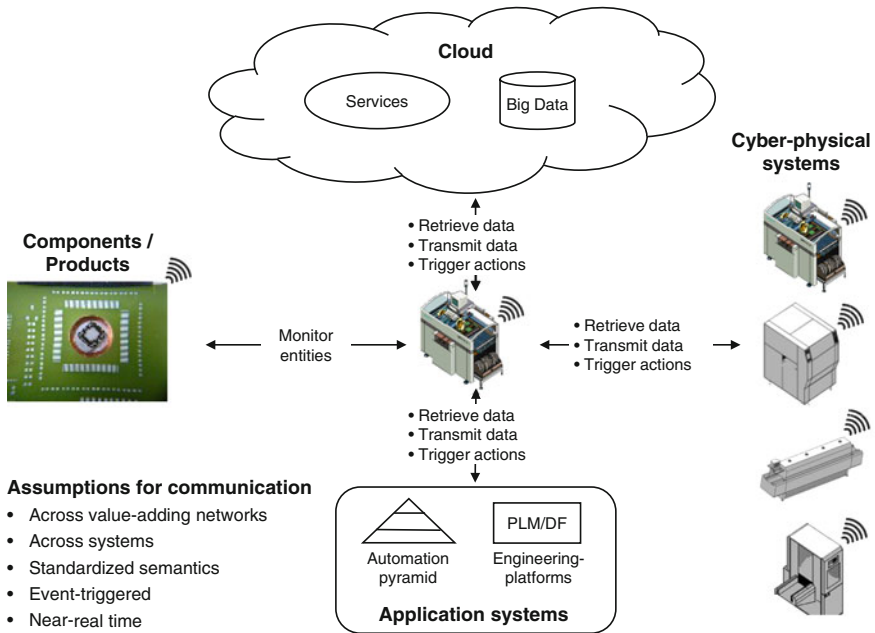 Cloud
Services
Big Data
Cyber-physical
systems
• Retrieve data
• Transmit data
• Trigger actions
Components /
Products
Monitor
entities
• Retrieve data
• Transmit data
• Trigger actions
• Retrieve data
• Transmit data
• Trigger actions
Assumptions for communication
• Across value-adding networks
• Across systems
• Standardized semantics
• Event-triggered
• Near-real time
PLM/DF
Automation
pyramid
Engineering-
platforms
Application systems